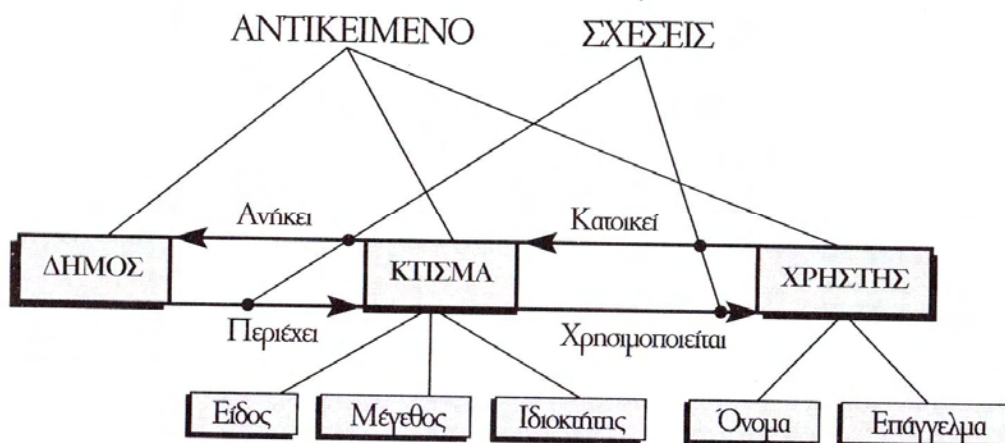 ΑΝΤΙΚΕΙΜΕΝΟ ΣΧΕΣΕΙΣ
Ανήκει Κατοικεί
ΔΗΜΟΣ ΚΤΙΣΜΑ ΧΡΗΣΤΗΣ
Περιέχει Χρησιμοποιείται
Είδος Μέγεθος Ιδιοκτήτης Όνομα Επάγγελμα